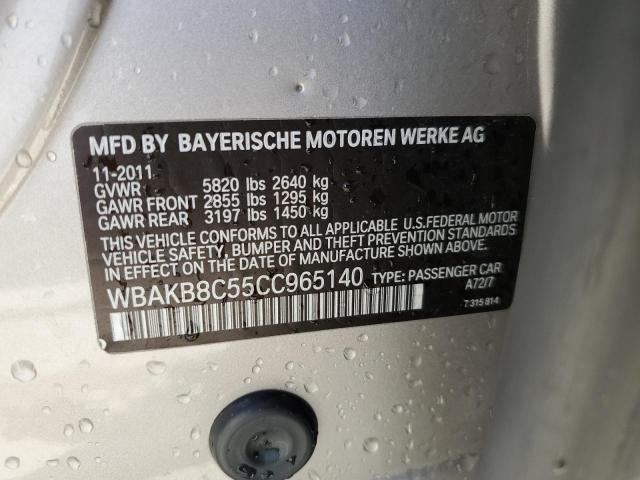 MFD BY BAYERISCHE MOTOREN WERKE AG
11-2011
GVWR 5820 lbs 2640 kg
GAWR FRONT 2855 lbs 1295 kg
GAWR REAR 3197 lbs 1450 kg
THIS VEHICLE CONFORMS TO ALL APPLICABLE U.S.FEDERAL MOTOR
VEHICLE SAFETY, BUMPER AND THEFT PREVENTION STANDARDS
IN EFFECT ON THE DATE OF MANUFACTURE SHOWN ABOVE.
WBAKB8C55CC965140 TYPE: PASSENGER CAR
A72/7
7 315 814